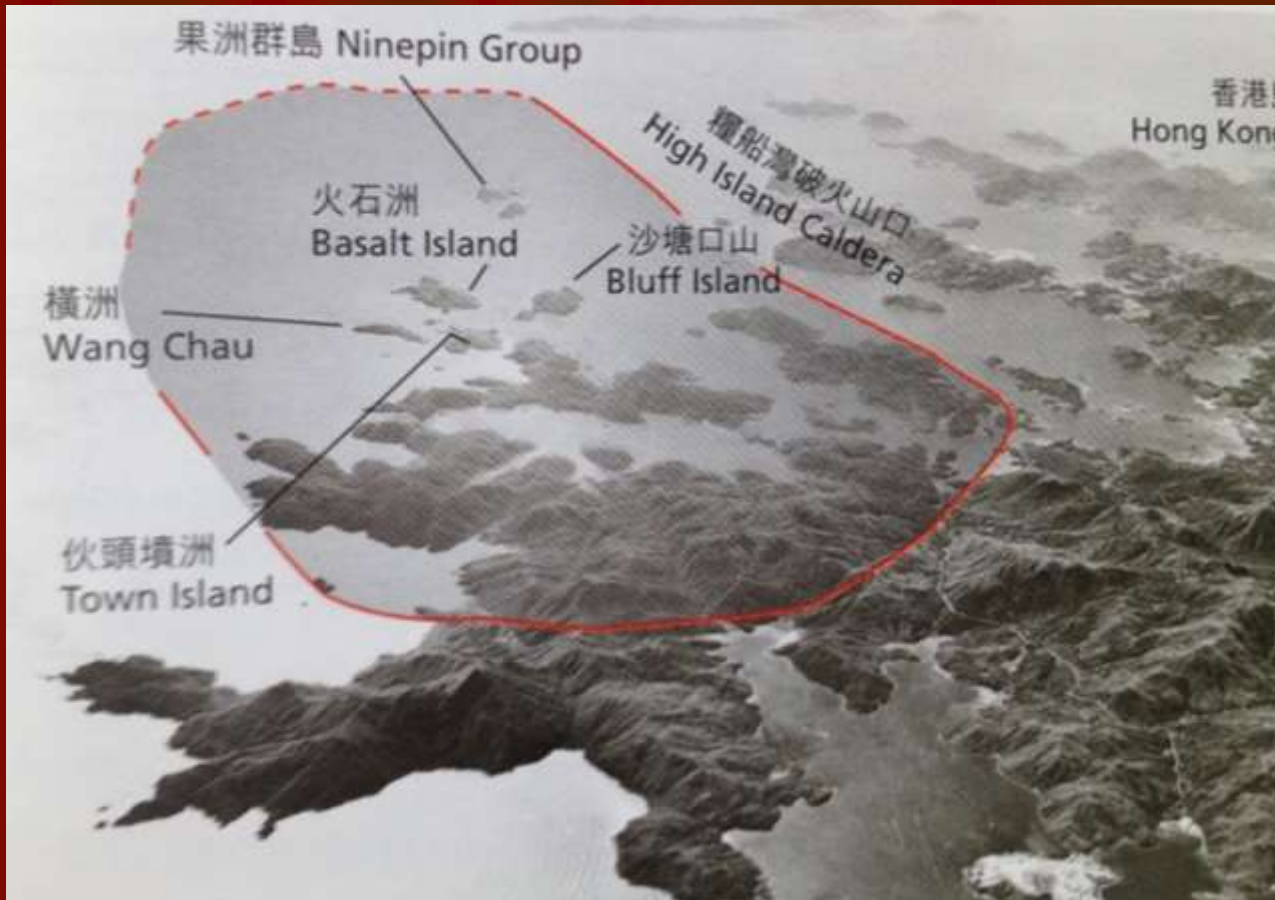 果洲群島 Ninepin Group
香港
Hong Kong
糧船灣破火山口
High Island Caldera
火石洲
Basalt Island
沙塘口山
Bluff Island
橫洲
Wang Chau
伙頭墳洲
Town Island